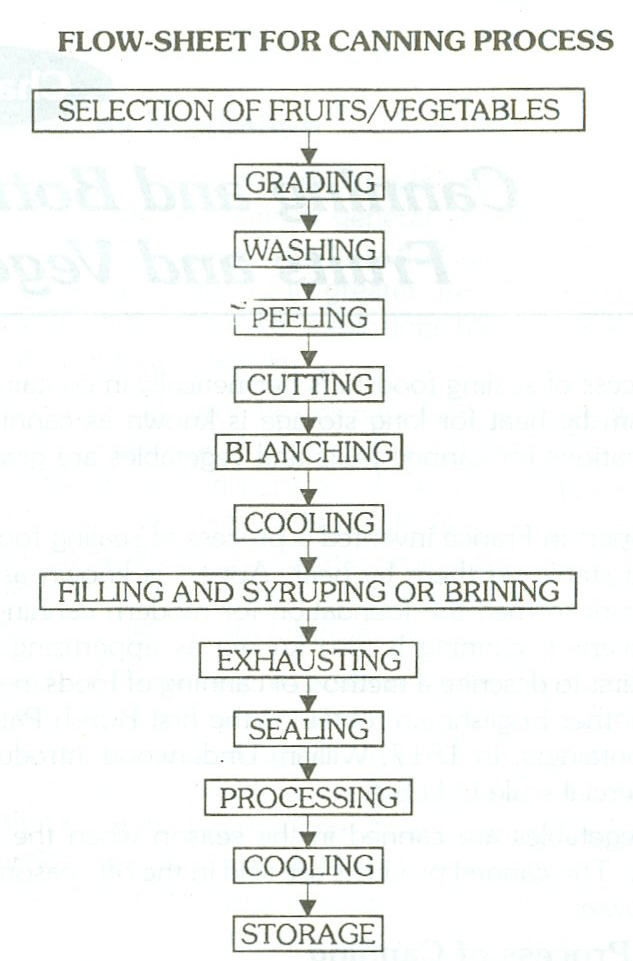 FLOW-SHEET FOR CANNING PROCESS
SELECTION OF FRUITS/VEGETABLES
GRADING
WASHING
PEELING
CUTTING
BLANCHING
COOLING
FILLING AND SYRUPING OR BRINING
EXHAUSTING
SEALING
PROCESSING
COOLING
STORAGE